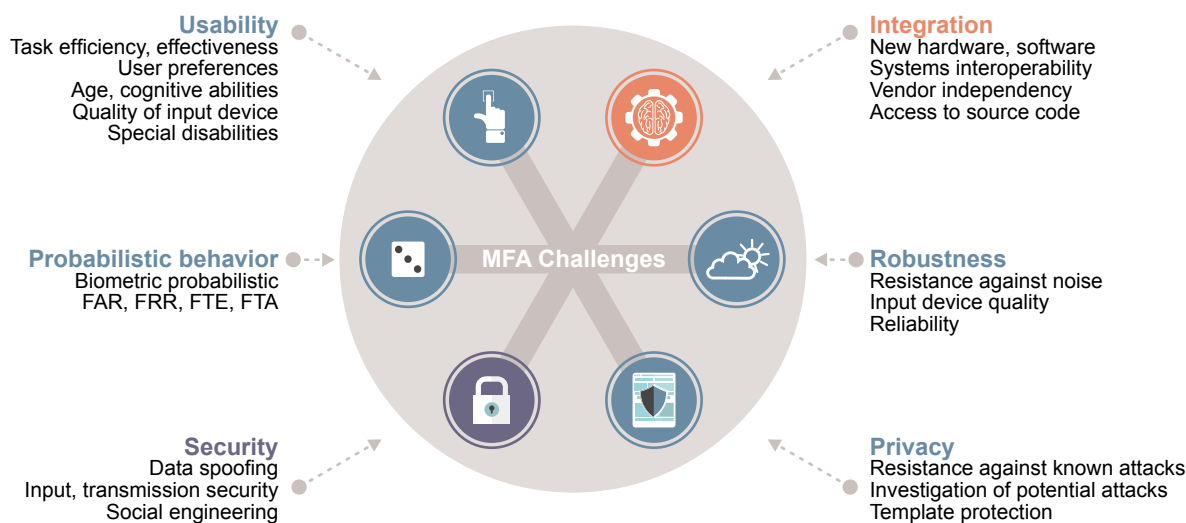 Usability
Task efficiency, effectiveness
User preferences
Age, cognitive abilities
Quality of input device
Special disabilities
Integration
New hardware, software
Systems interoperability
Vendor independency
Access to source code
Probabilistic behavior
Biometric probabilistic
FAR, FRR, FTE, FTA
MFA Challenges
Robustness
Resistance against noise
Input device quality
Reliability
Security
Data spoofing
Input, transmission security
Social engineering
Privacy
Resistance against known attacks
Investigation of potential attacks
Template protection